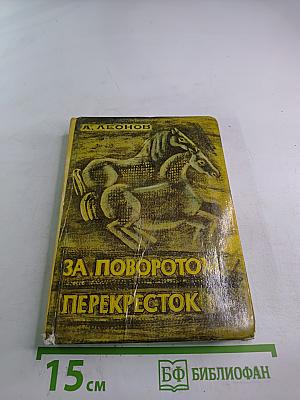 А. ЛЕОНОВ
ЗА ПОВОРОТОМ
ПЕРЕКРЕСТОК
15 см
БФ БИБЛИОФАН